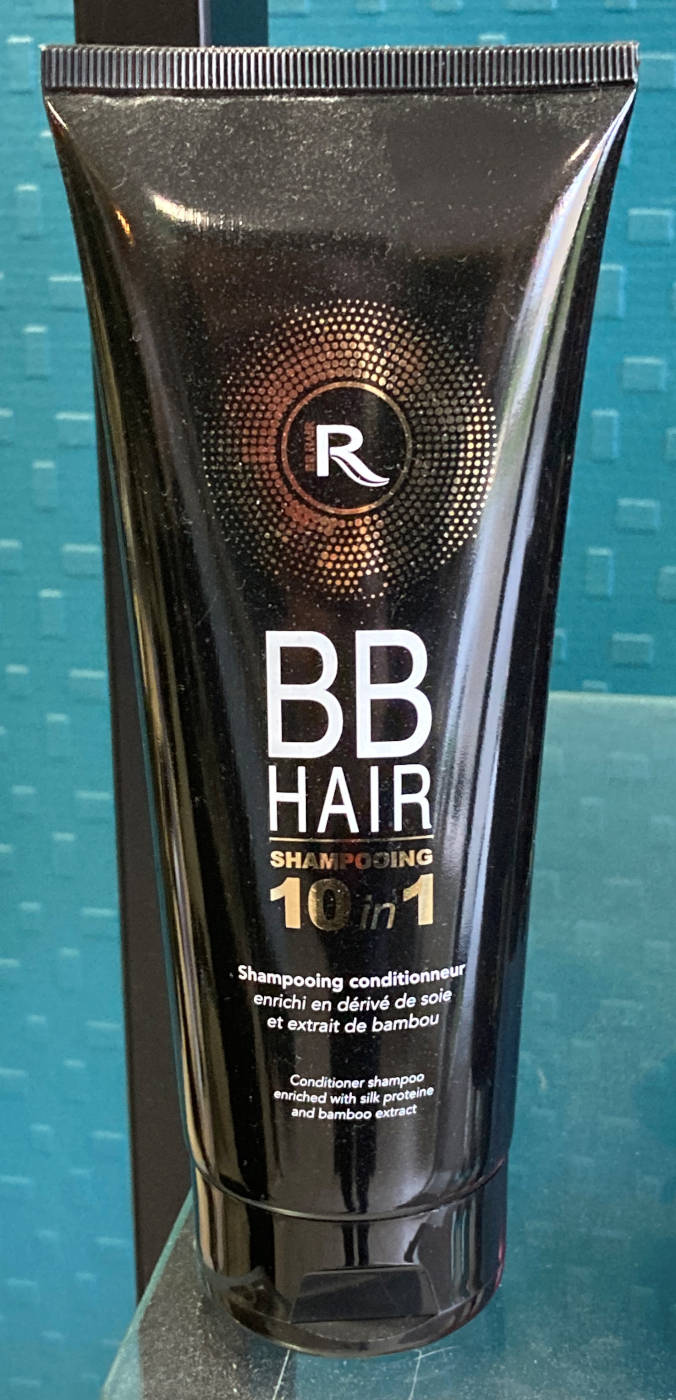 R
BB
HAIR
SHAMPOOING
10 in 1
Shampooing conditionneur
enrichi en dérivé de soie
et extrait de bambou
Conditioner shampoo
enriched with silk proteine
and bamboo extract